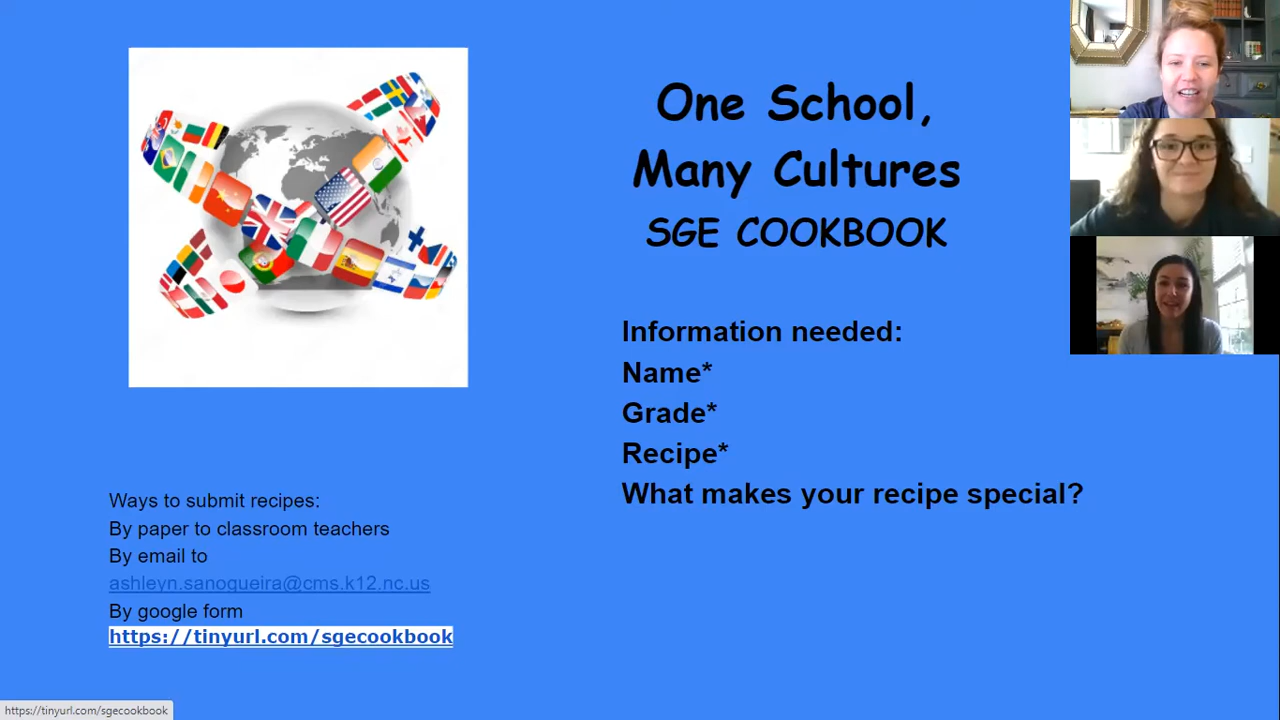 One School,
Many Cultures
SGE COOKBOOK
Information needed:
Name*
Grade*
Recipe*
What makes your recipe special?
Ways to submit recipes:
By paper to classroom teachers
By email to
ashleyn.sanogueira@cms.k12.nc.us
By google form
https://tinyurl.com/sgecookbook
https://tinyurl.com/sgecookbook